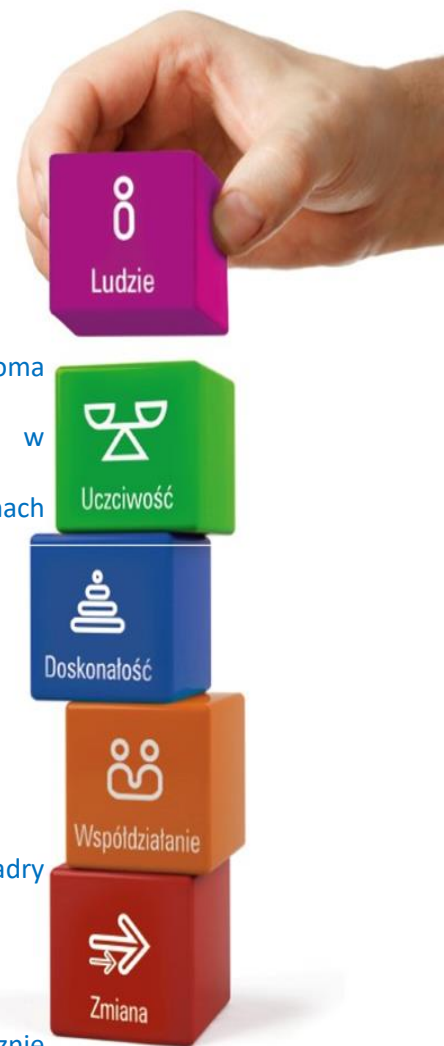 Ludzie
oma
w
Uczciwość
nach
Doskonałość
Współdziałanie
adry
Zmiana
znie